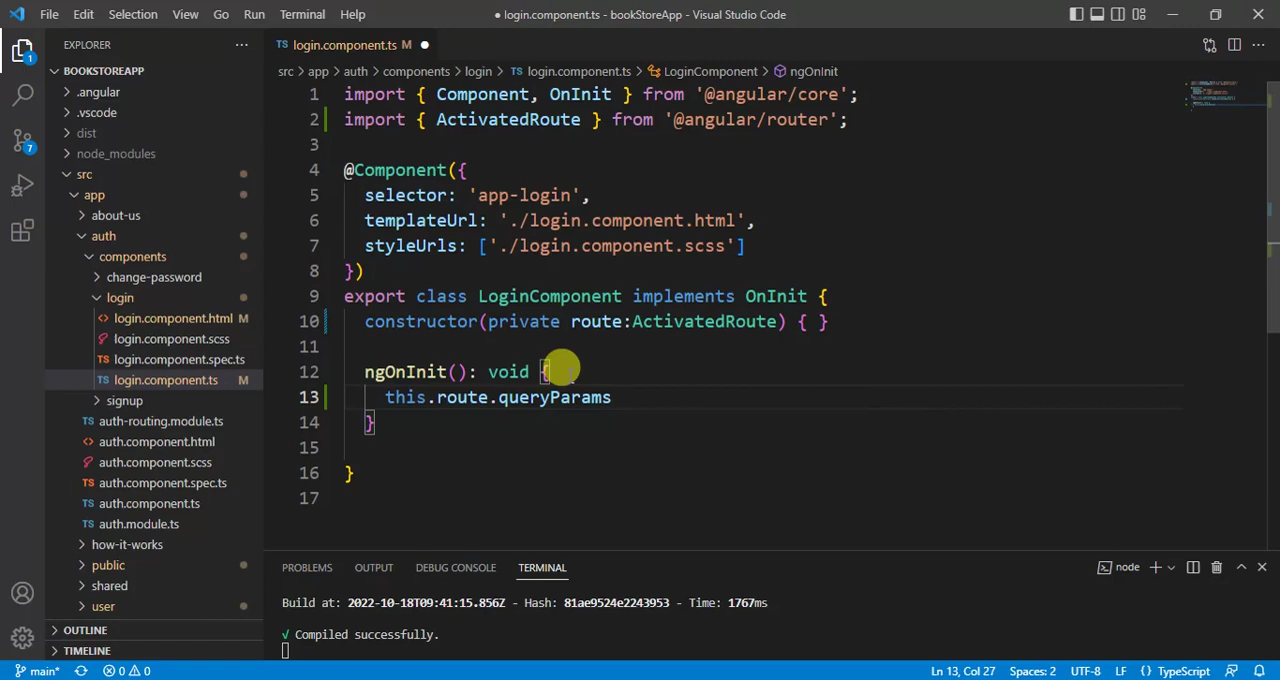 File Edit Selection View Go Run Terminal Help
● login.component.ts - bookStoreApp - Visual Studio Code
EXPLORER
TS login.component.ts M
BOOKSTOREAPP
.angular
.vscode
dist
node_modules
src
app
about-us
auth
components
change-password
login
login.component.html M
login.component.scss
TS login.component.spec.ts
TS login.component.ts M
signup
TS auth-routing.module.ts
auth.component.html
auth.component.scss
TS auth.component.spec.ts
TS auth.component.ts
TS auth.module.ts
how-it-works
public
shared
user
OUTLINE
TIMELINE
1
7
src > app > auth > components > login > TS login.component.ts > LoginComponent > ngOnInit
1 import { Component, OnInit } from '@angular/core';
2 import { ActivatedRoute } from '@angular/router';
3
4 @Component({
5 selector: 'app-login',
6 templateUrl: './login.component.html',
7 styleUrls: ['./login.component.scss']
8 })
9 export class LoginComponent implements OnInit {
10 constructor(private route:ActivatedRoute) { }
11
12 ngOnInit(): void {
13 this.route.queryParams
14 }
15
16 }
17
PROBLEMS OUTPUT DEBUG CONSOLE TERMINAL
node
Build at: 2022-10-18T09:41:15.856Z - Hash: 81ae9524e2243953 - Time: 1767ms
√ Compiled successfully.
main* 0 0
Ln 13, Col 27 Spaces: 2 UTF-8 LF {} TypeScript